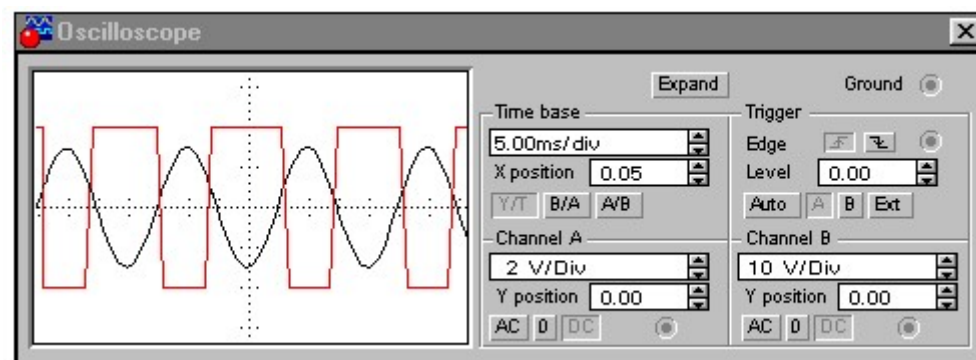 Oscilloscope
Expand
Ground
Time base
5.00ms/div
X position 0.05
Y/T B/A A/B
Trigger
Edge
Level 0.00
Auto A B Ext
Channel A
2 V/Div
Y position 0.00
AC 0 DC
Channel B
10 V/Div
Y position 0.00
AC 0 DC